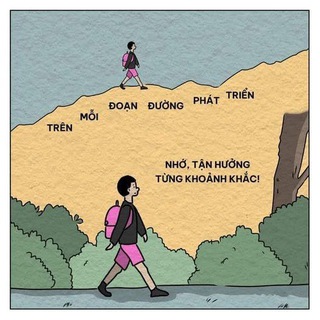 TRÊN MỖI ĐOẠN ĐƯỜNG PHÁT TRIỂN
NHỚ, TẬN HƯỞNG
TỪNG KHOẢNH KHẮC!